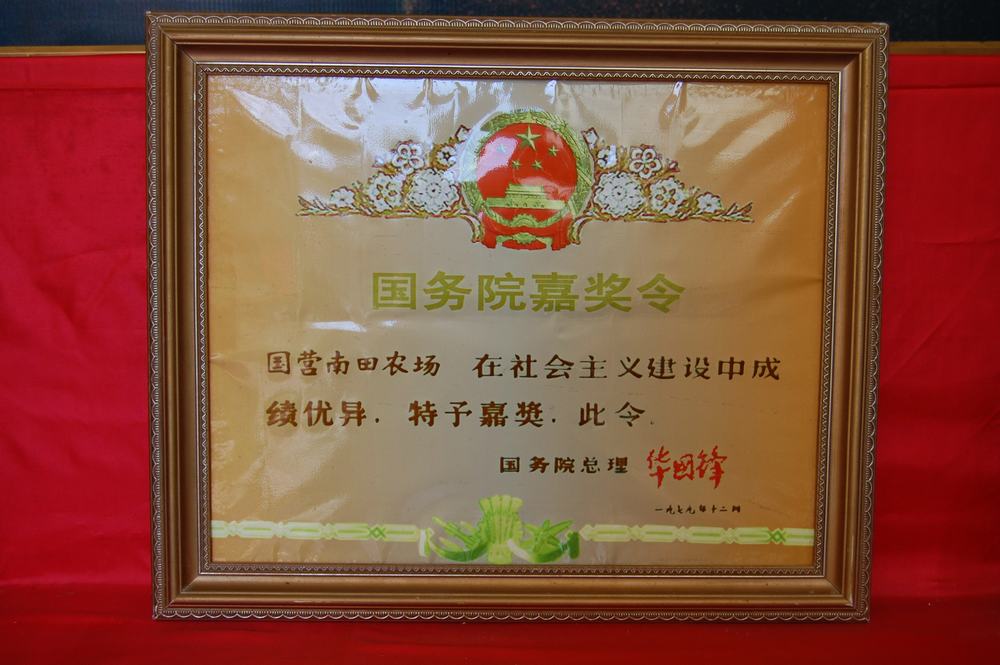 国务院嘉奖令
国营南田农场 在社会主义建设中成
绩优异，特予嘉奖．此令．
国务院总理 华国锋
一九七九年十二月